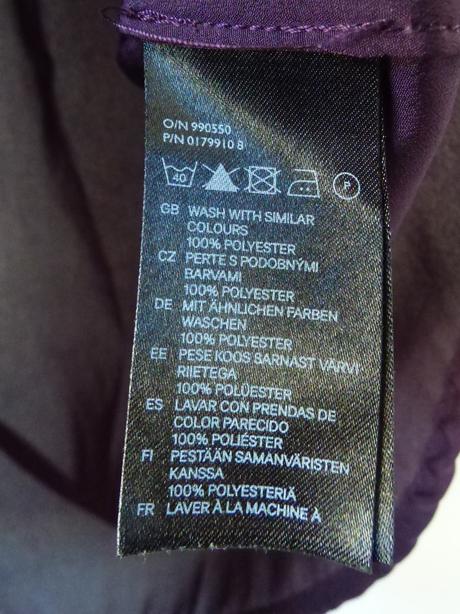 O/N 990550
P/N 0179910 8
40 P
GB WASH WITH SIMILAR
COLOURS
100% POLYESTER
CZ PERTE S PODOBNÝMI
BARVAMI
100% POLYESTER
DE MIT ÄHNLICHEN FARBEN
WASCHEN
100% POLYESTER
EE PESE KOOS SARNAST VÄRVI
RIIETEGA
100% POLÜESTER
ES LAVAR CON PRENDAS DE
COLOR PARECIDO
100% POLIÉSTER
FI PESTÄÄN SAMANVÄRISTEN
KANSSA
100% POLYESTERIÄ
FR LAVER À LA MACHINE À